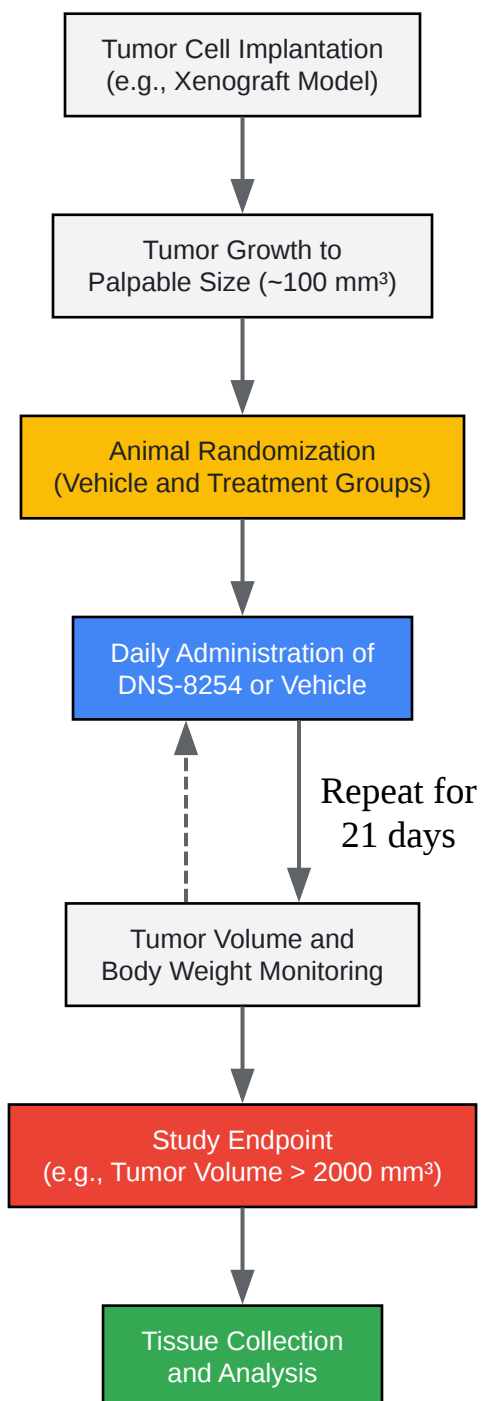 Tumor Cell Implantation
(e.g., Xenograft Model)
Tumor Growth to
Palpable Size (~100 mm³)
Animal Randomization
(Vehicle and Treatment Groups)
Daily Administration of
DNS-8254 or Vehicle
Repeat for
21 days
Tumor Volume and
Body Weight Monitoring
Study Endpoint
(e.g., Tumor Volume > 2000 mm³)
Tissue Collection
and Analysis